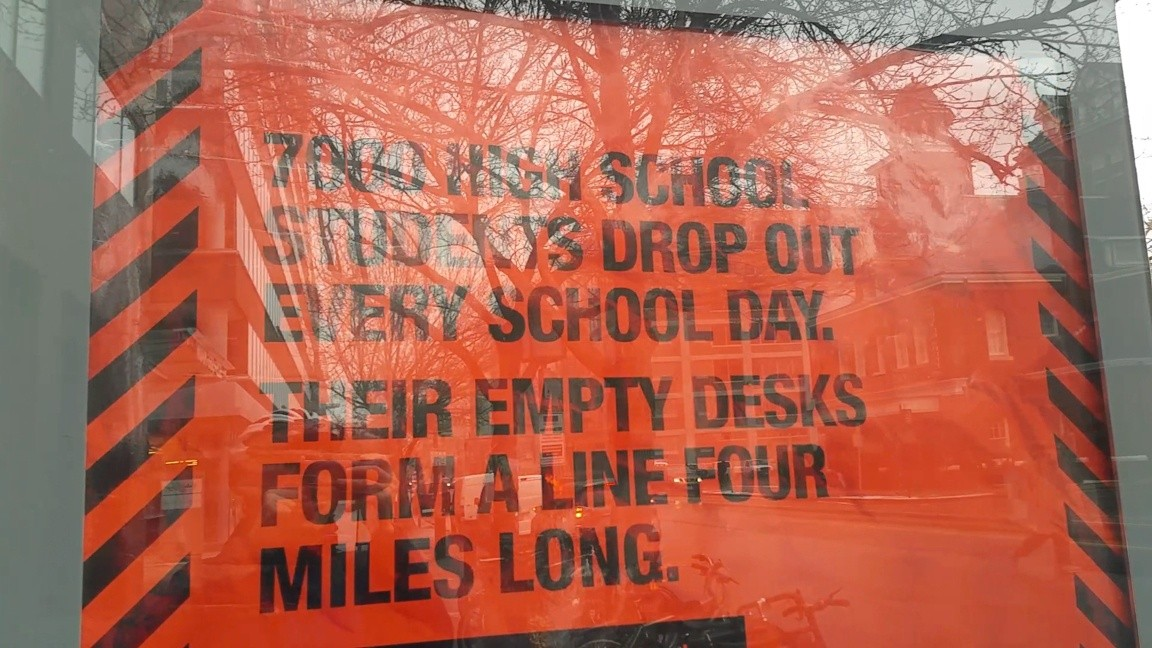 7000 HIGH SCHOOL
STUDENTS DROP OUT
EVERY SCHOOL DAY.
THEIR EMPTY DESKS
FORM A LINE FOUR
MILES LONG.